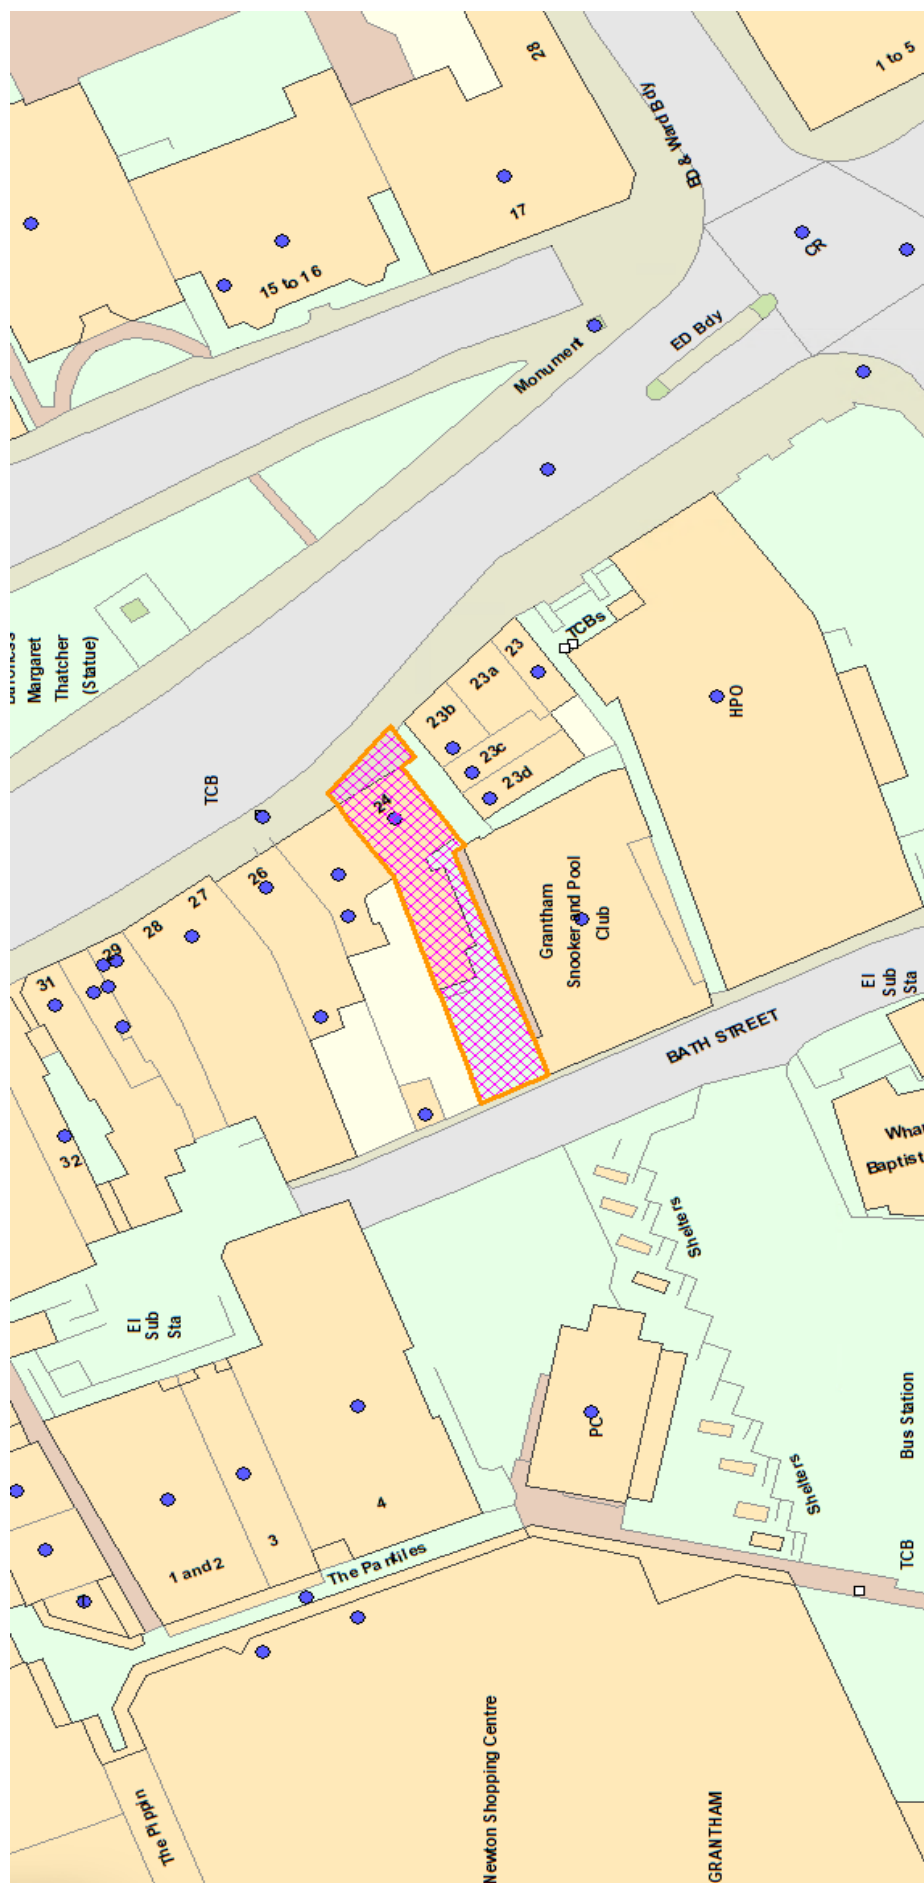 28
1 to 5
ED & Ward Bdy
17
CR
15 to 16
ED Bdy
Monument
Margaret
Thatcher
(Statue)
TCBs
23
23a
23b
23c
23d
HPO
TCB
24
26
27
28
29
31
32
Grantham
Snooker and Pool
Club
El
Sub
Sta
BATH STREET
Baptist
Shelters
El
Sub
Sta
PC
Bus Station
Shelters
4
3
1 and 2
The Pantiles
TCB
The Pippin
Newton Shopping Centre
GRANTHAM